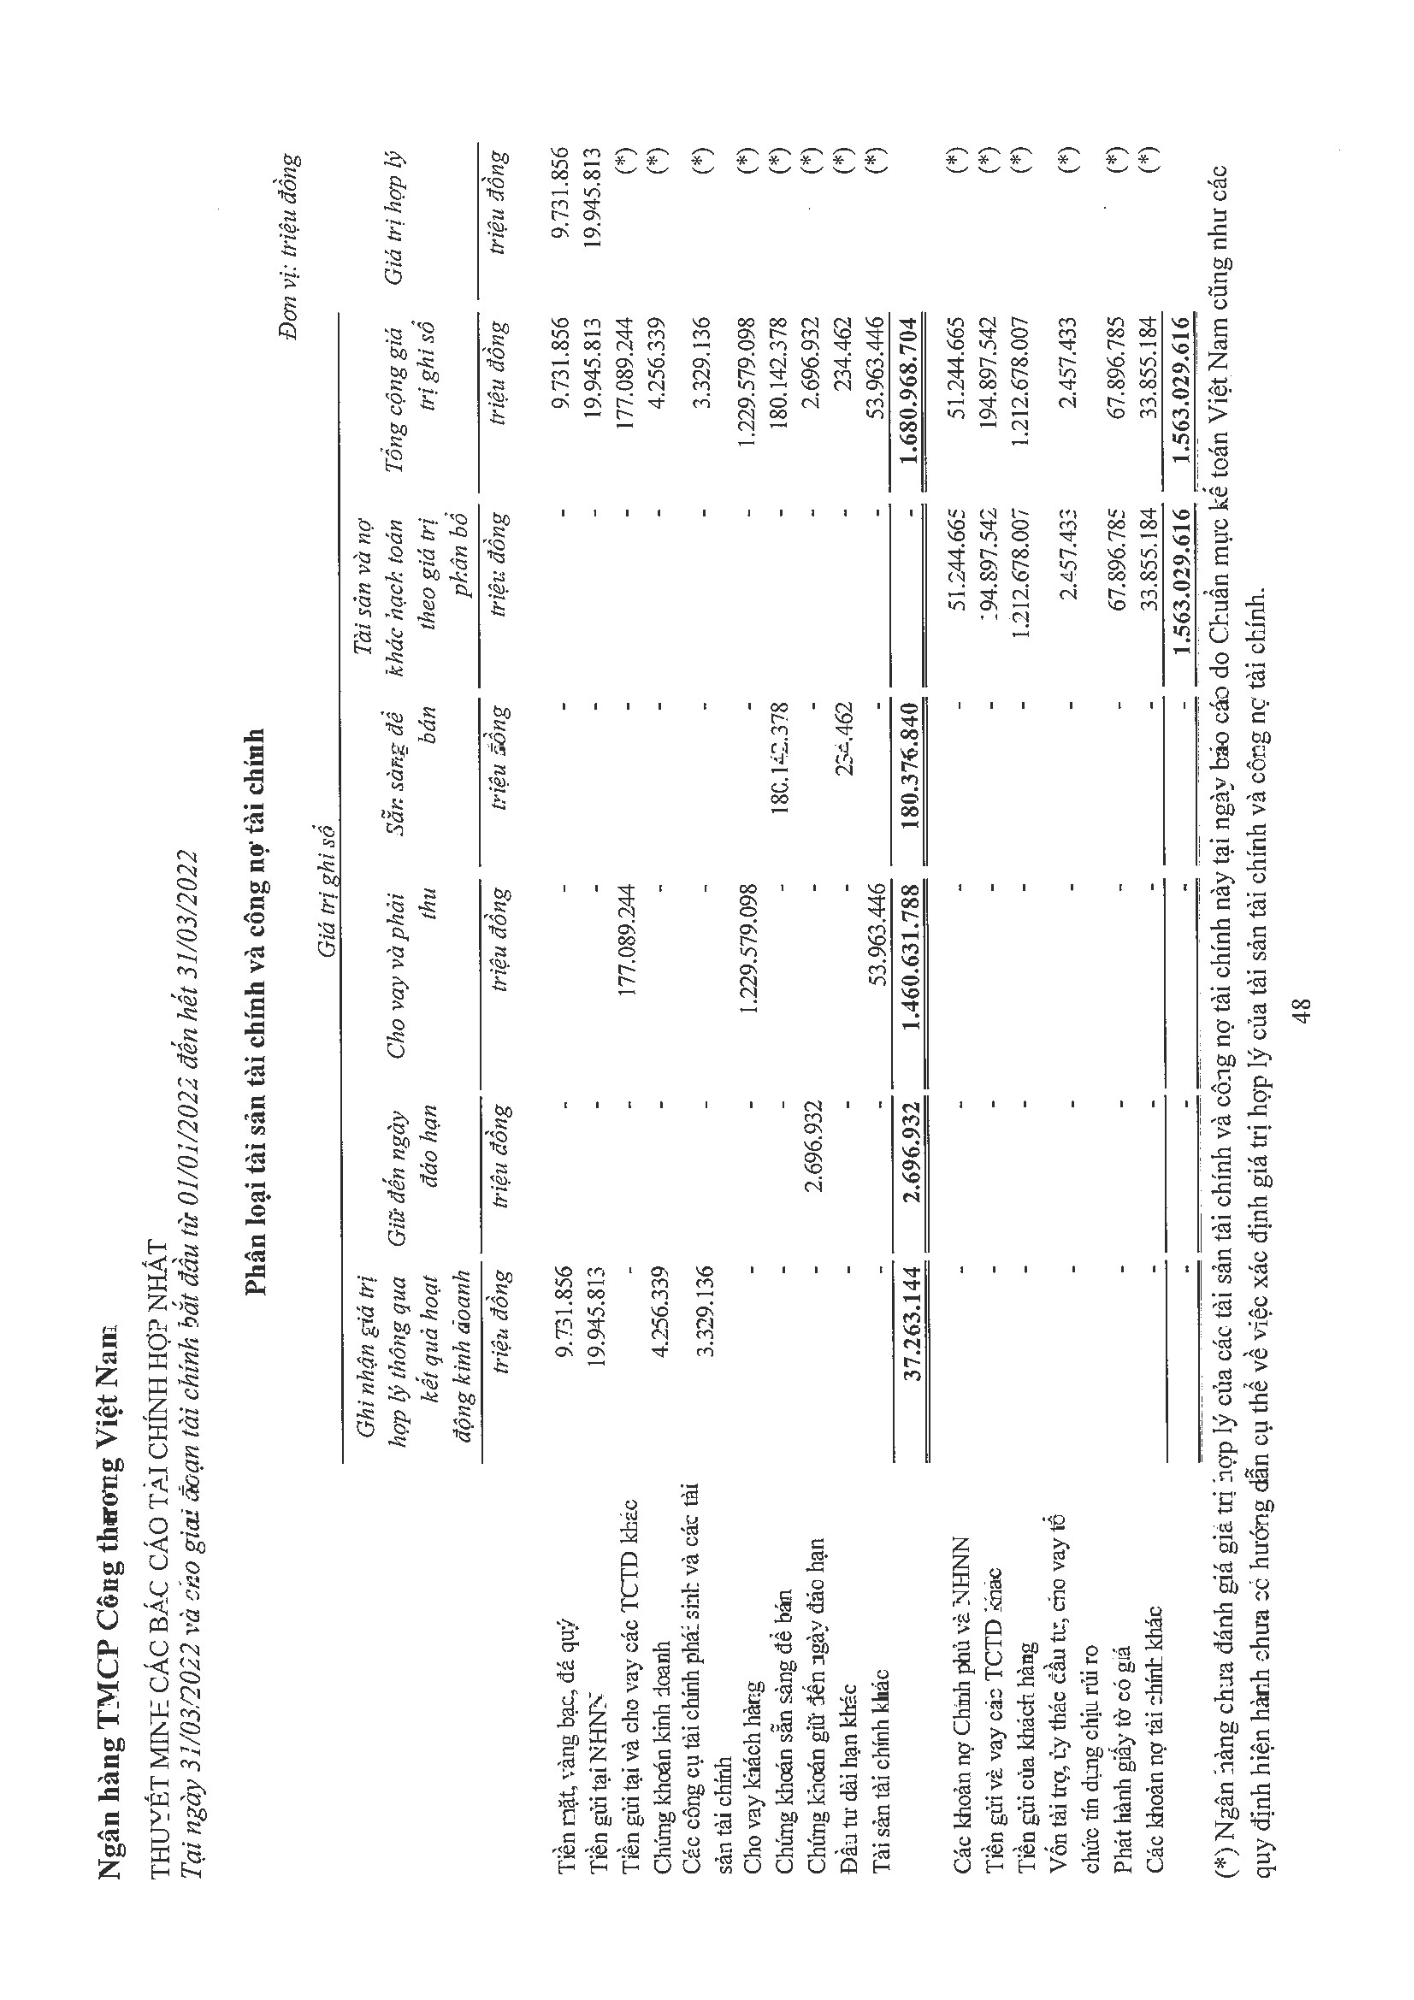 Ngân hàng TMCP Công thương Việt Nam
THUYẾT MINH CÁC BÁC CÁO TÀI CHÍNH HỢP NHẤT
Tại ngày 31/03/2022 và cho giai đoạn tài chính bắt đầu từ 01/01/2022 đến hết 31/03/2022
Phân loại tài sản tài chính và công nợ tài chính
Đơn vị: triệu đồng
Giá trị ghi sổ
Ghi nhận giá trị hợp lý thông qua kết quả hoạt động kinh doanh Giữ đến ngày đáo hạn Cho vay và phải thu Sẵn sàng để bán Tài sản và nợ khác hạch toán theo giá trị phân bổ Tổng cộng giá trị ghi sổ Giá trị hợp lý
triệu đồng triệu đồng triệu đồng triệu đồng triệu đồng triệu đồng triệu đồng
Tiền mặt, vàng bạc, đá quý 9.731.856 - - - - 9.731.856 9.731.856
Tiền gửi tại NHNN 19.945.813 - - - - 19.945.813 19.945.813
Tiền gửi tại và cho vay các TCTD khác - - 177.089.244 - - 177.089.244 (*)
Chứng khoán kinh doanh 4.256.339 - - - - 4.256.339 (*)
Các công cụ tài chính phái sinh và các tài
sản tài chính 3.329.136 - - - - 3.329.136 (*)
Cho vay khách hàng - - 1.229.579.098 - - 1.229.579.098 (*)
Chứng khoán sẵn sàng để bán - - - 180.142.378 - 180.142.378 (*)
Chứng khoán giữ đến ngày đáo hạn - 2.696.932 - - - 2.696.932 (*)
Đầu tư dài hạn khác - - - 234.462 - 234.462 (*)
Tài sản tài chính khác - - 53.963.446 - - 53.963.446 (*)
37.263.144 2.696.932 1.460.631.788 180.376.840 - 1.680.968.704
Các khoản nợ Chính phủ và NHNN - - - - 51.244.665 51.244.665 (*)
Tiền gửi và vay các TCTD khác - - - - 194.897.542 194.897.542 (*)
Tiền gửi của khách hàng - - - - 1.212.678.007 1.212.678.007 (*)
Vốn tài trợ, ủy thác đầu tư, cho vay tổ
chức tín dụng chịu rủi ro - - - - 2.457.433 2.457.433 (*)
Phát hành giấy tờ có giá - - - - 67.896.785 67.896.785 (*)
Các khoản nợ tài chính khác - - - - 33.855.184 33.855.184 (*)
- - - - 1.563.029.616 1.563.029.616
(*) Ngân hàng chưa đánh giá giá trị hợp lý của các tài sản tài chính và công nợ tài chính này tại ngày báo cáo do Chuẩn mực kế toán Việt Nam cũng như các
quy định hiện hành chưa có hướng dẫn cụ thể về việc xác định giá trị hợp lý của tài sản tài chính và công nợ tài chính.
48